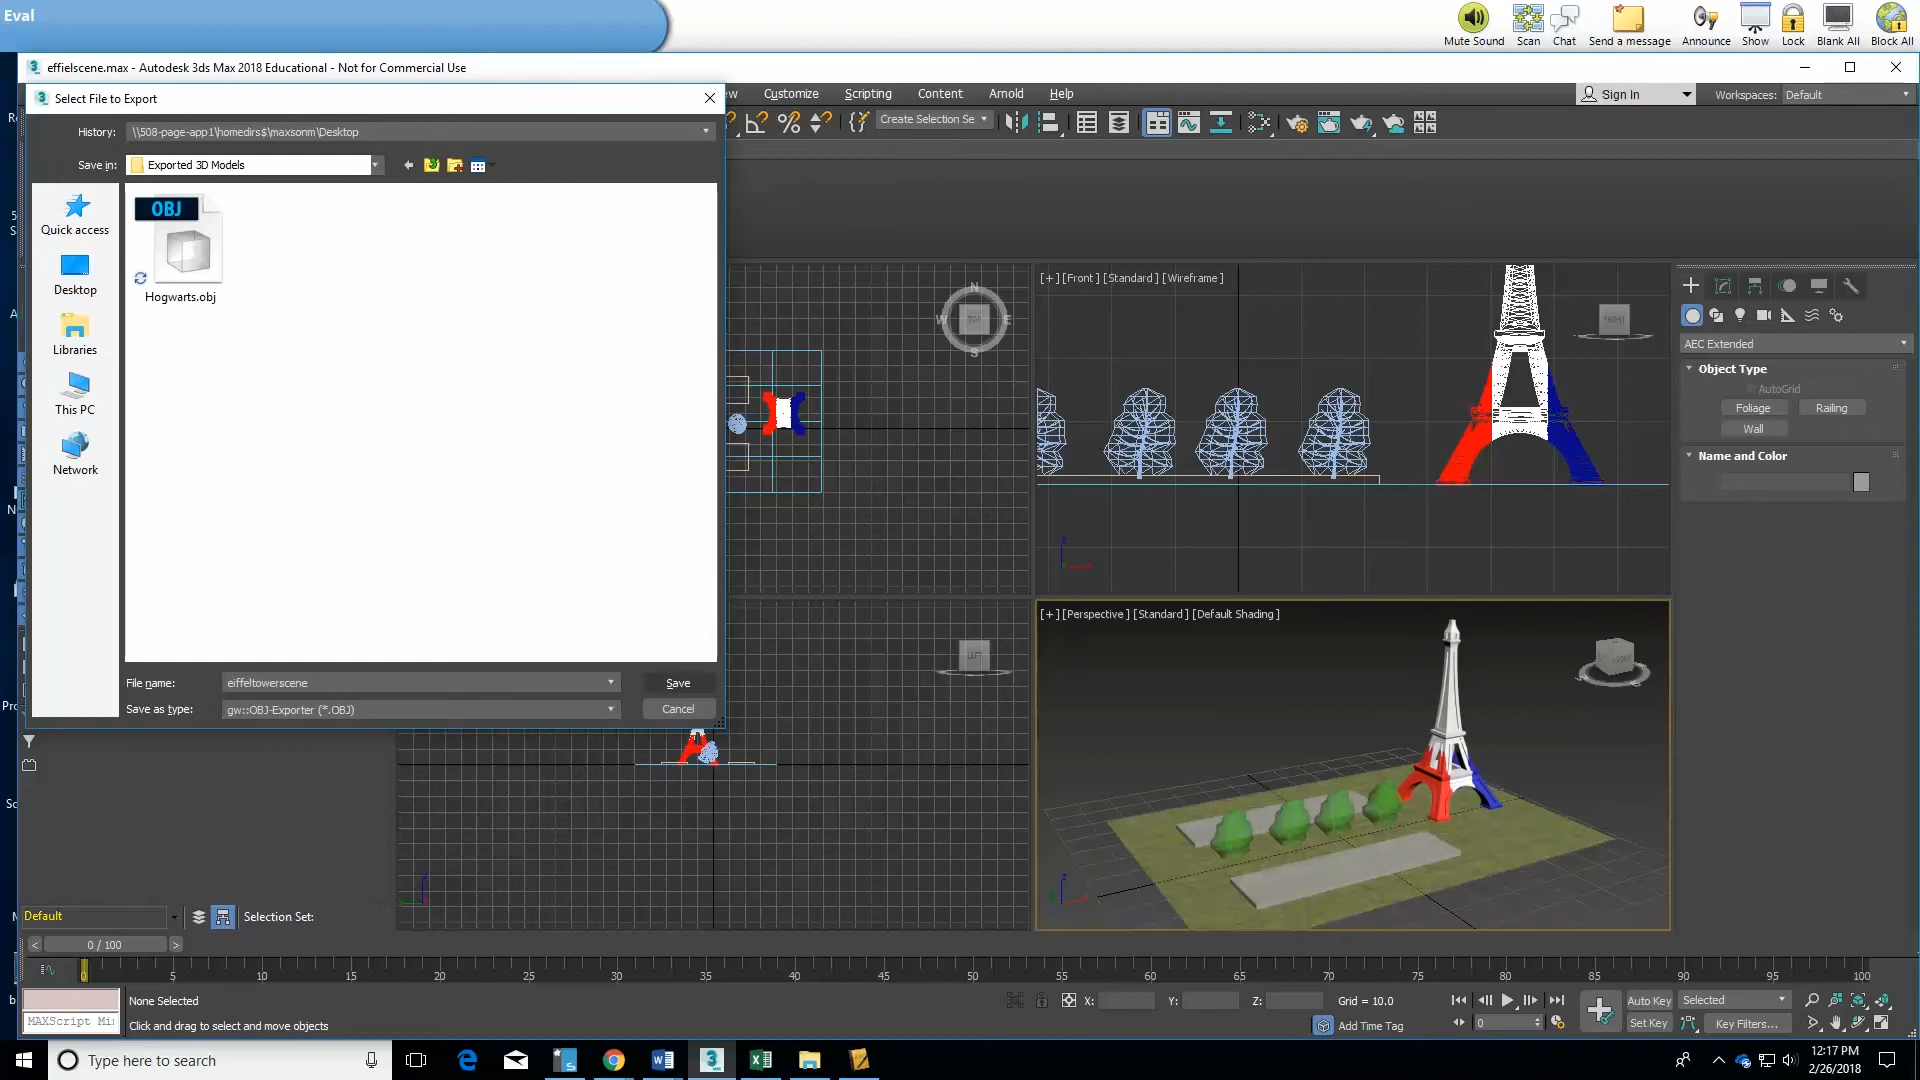 Eval
Mute Sound Scan Chat Send a message Announce Show Lock Blank All Block All
effielscene.max - Autodesk 3ds Max 2018 Educational - Not for Commercial Use
Select File to Export
Customize Scripting Content Arnold Help
Sign In
Workspaces: Default
History: \\508-page-app1\homedirs$\maxsonm\Desktop
Create Selection Se
Save in: Exported 3D Models
OBJ
Hogwarts.obj
Quick access
Desktop
Libraries
This PC
Network
File name: eiffeltowerscene
Save
Save as type: gw::OBJ-Exporter (*.OBJ)
Cancel
N
W TOP E
S
[+] [Front ] [Standard ] [Wireframe ]
FRONT
LEFT
[+] [Perspective ] [Standard ] [Default Shading ]
AEC Extended
Object Type
AutoGrid
Foliage Railing
Wall
Name and Color
Default
Selection Set:
< 0 / 100 >
0 5 10 15 20 25 30 35 40 45 50 55 60 65 70 75 80 85 90 95 100
None Selected
MAXScript Mi
Click and drag to select and move objects
X: Y: Z: Grid = 10.0
Add Time Tag
0
Auto Key Selected
Set Key Key Filters...
Type here to search
12:17 PM
2/26/2018